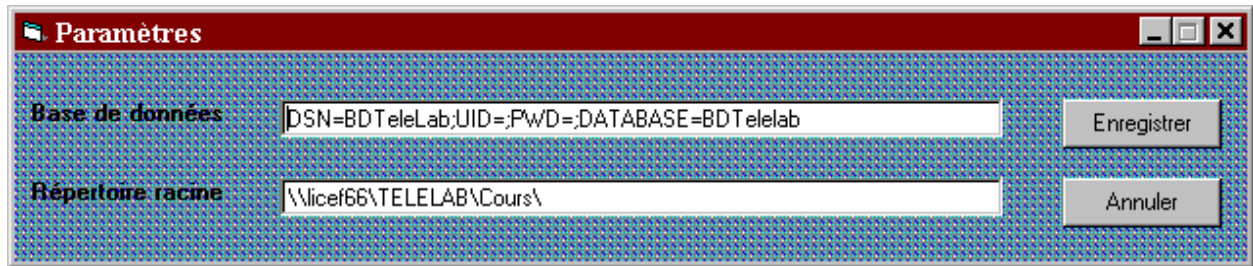 Paramètres
Base de données
DSN=BDTeleLab;UID=;PWD=;DATABASE=BDTelelab
Enregistrer
Répertoire racine
\\licef66\TELELAB\Cours\
Annuler